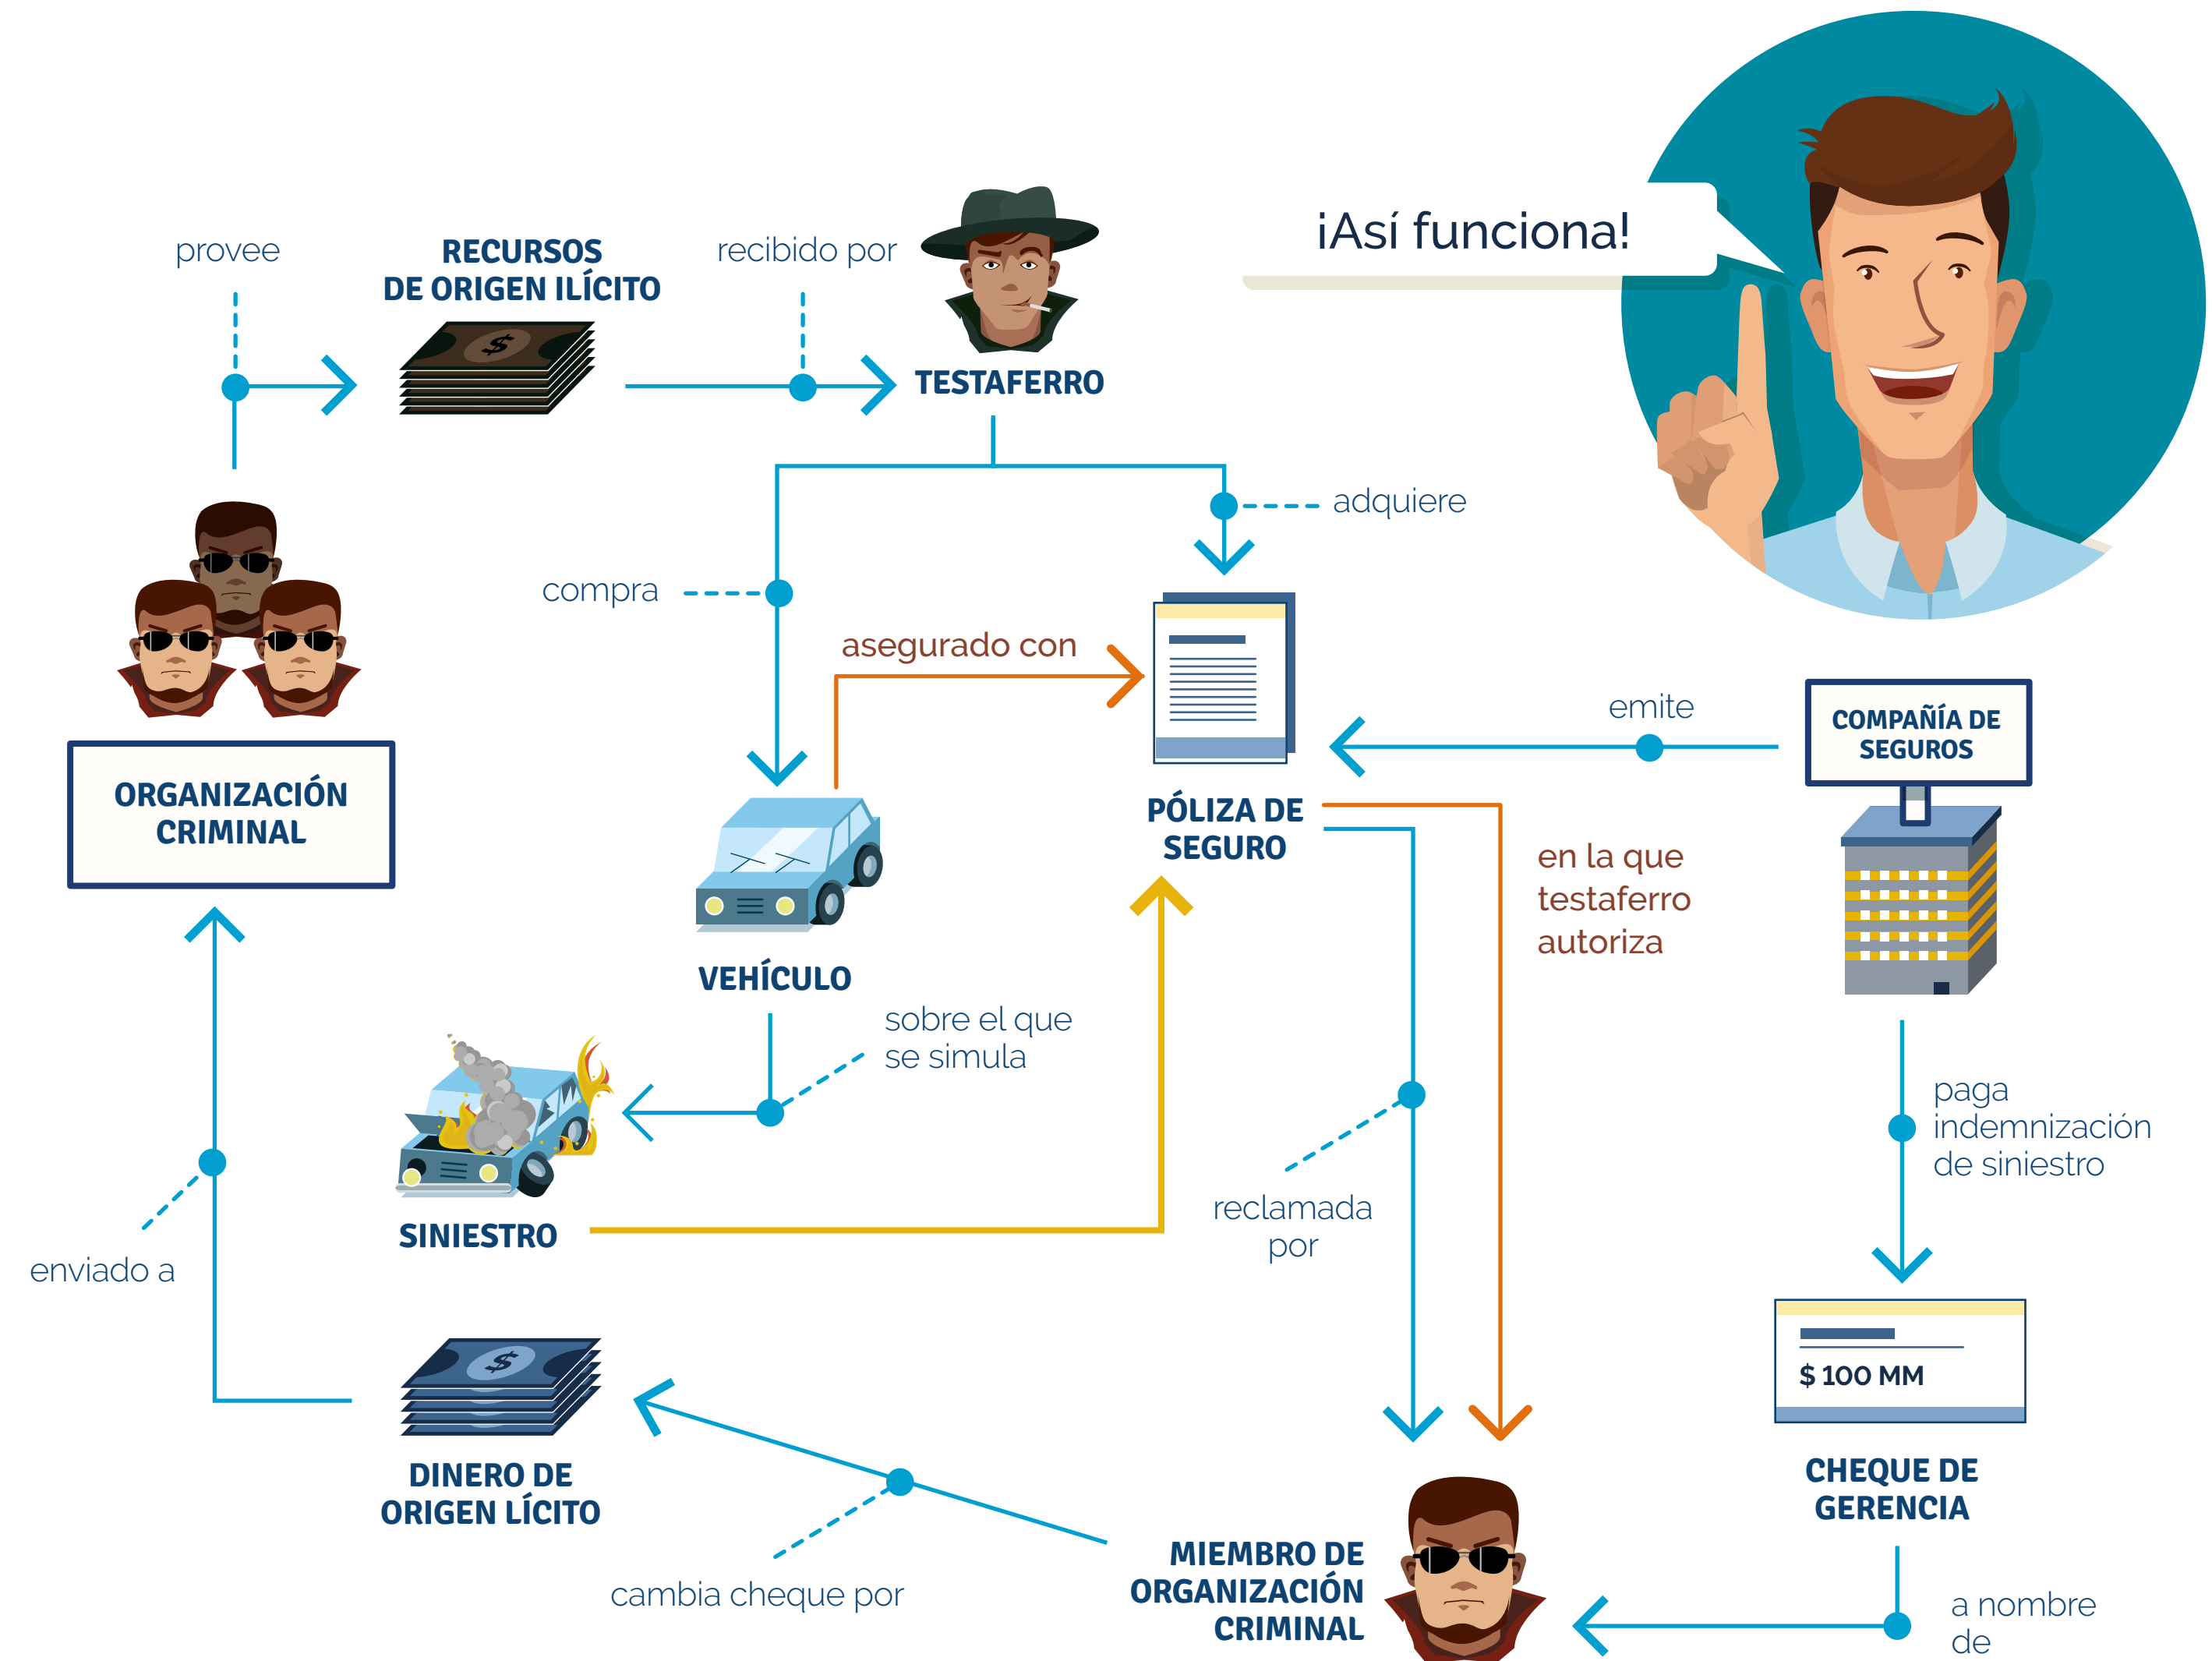 ¡Así funciona!
provee
RECURSOS
DE ORIGEN ILÍCITO
recibido por
TESTAFERRO
adquiere
compra
asegurado con
emite
COMPAÑÍA DE
SEGUROS
ORGANIZACIÓN
CRIMINAL
PÓLIZA DE
SEGURO
en la que
testaferro
autoriza
VEHÍCULO
sobre el que
se simula
paga
indemnización
de siniestro
SINIESTRO
reclamada
por
enviado a
$
$ 100 MM
DINERO DE
ORIGEN LÍCITO
CHEQUE DE
GERENCIA
cambia cheque por
MIEMBRO DE
ORGANIZACIÓN
CRIMINAL
a nombre
de
$